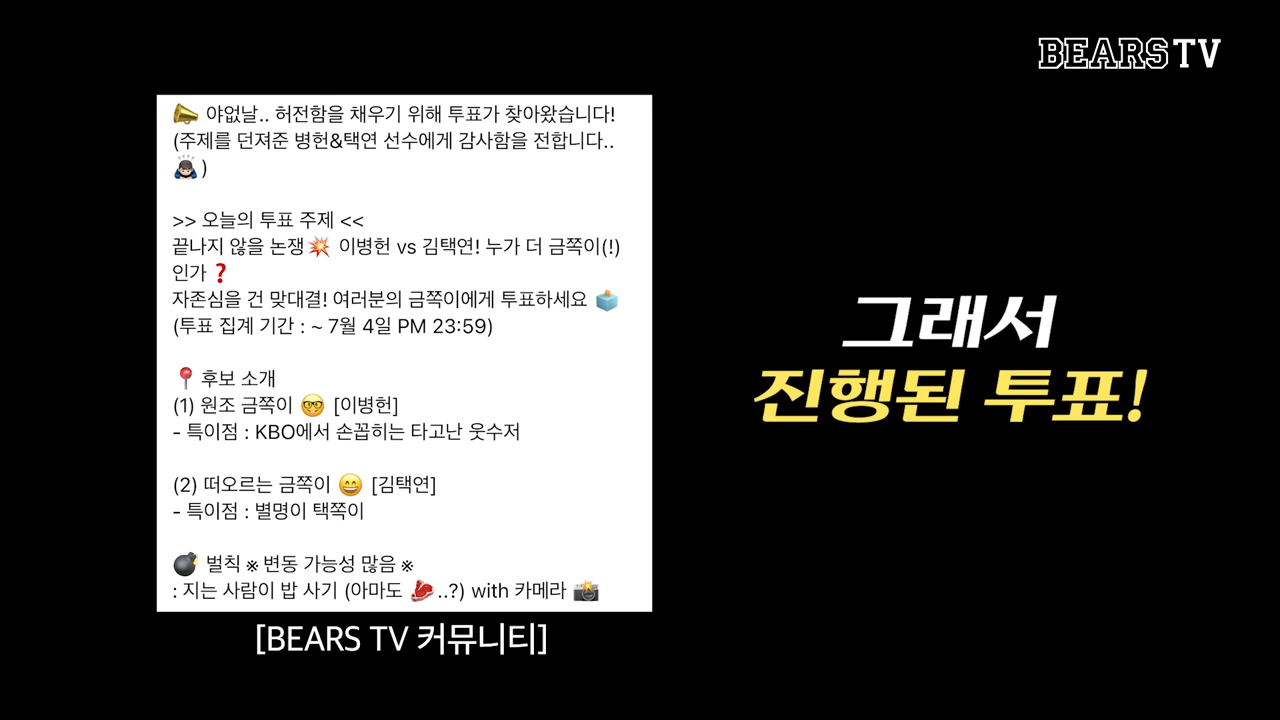 BEARS TV
📣 야없날.. 허전함을 채우기 위해 투표가 찾아왔습니다!
(주제를 던져준 병헌&택연 선수에게 감사함을 전합니다..
🙇🏻‍♂️)
>> 오늘의 투표 주제 <<
끝나지 않을 논쟁💥 이병헌 vs 김택연! 누가 더 금쪽이(!)
인가 ❓
자존심을 건 맞대결! 여러분의 금쪽이에게 투표하세요 🗳️
(투표 집계 기간 : ~ 7월 4일 PM 23:59)
📍 후보 소개
(1) 원조 금쪽이 🤓 [이병헌]
- 특이점 : KBO에서 손꼽히는 타고난 웃수저
(2) 떠오르는 금쪽이 😄 [김택연]
- 특이점 : 별명이 택쪽이
💣 벌칙 ※ 변동 가능성 많음 ※
: 지는 사람이 밥 사기 (아마도 🥩..?) with 카메라 📸
[BEARS TV 커뮤니티]
그래서
진행된 투표!